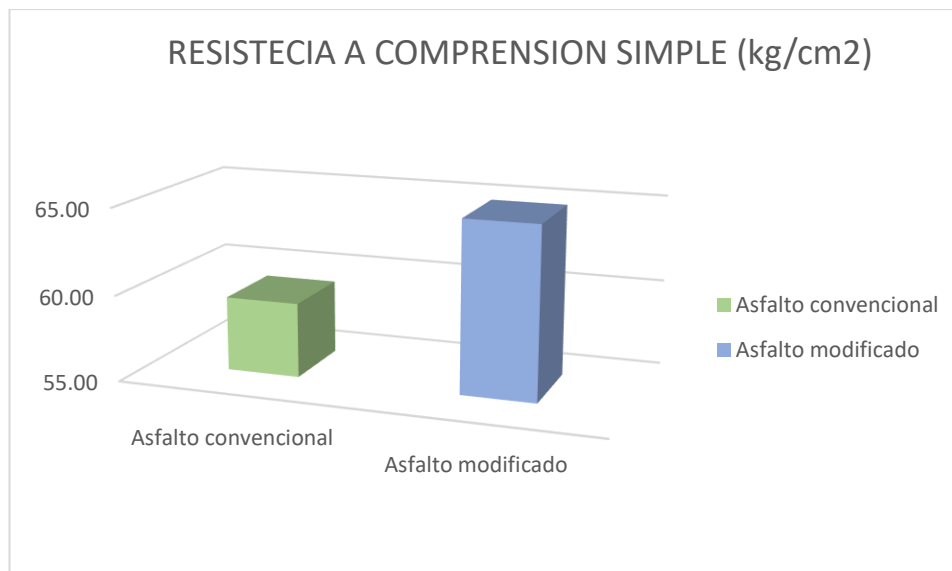 RESISTECIA A COMPRENSION SIMPLE (kg/cm2)
65.00
60.00
55.00
Asfalto convencional
Asfalto modificado
Asfalto convencional
Asfalto modificado